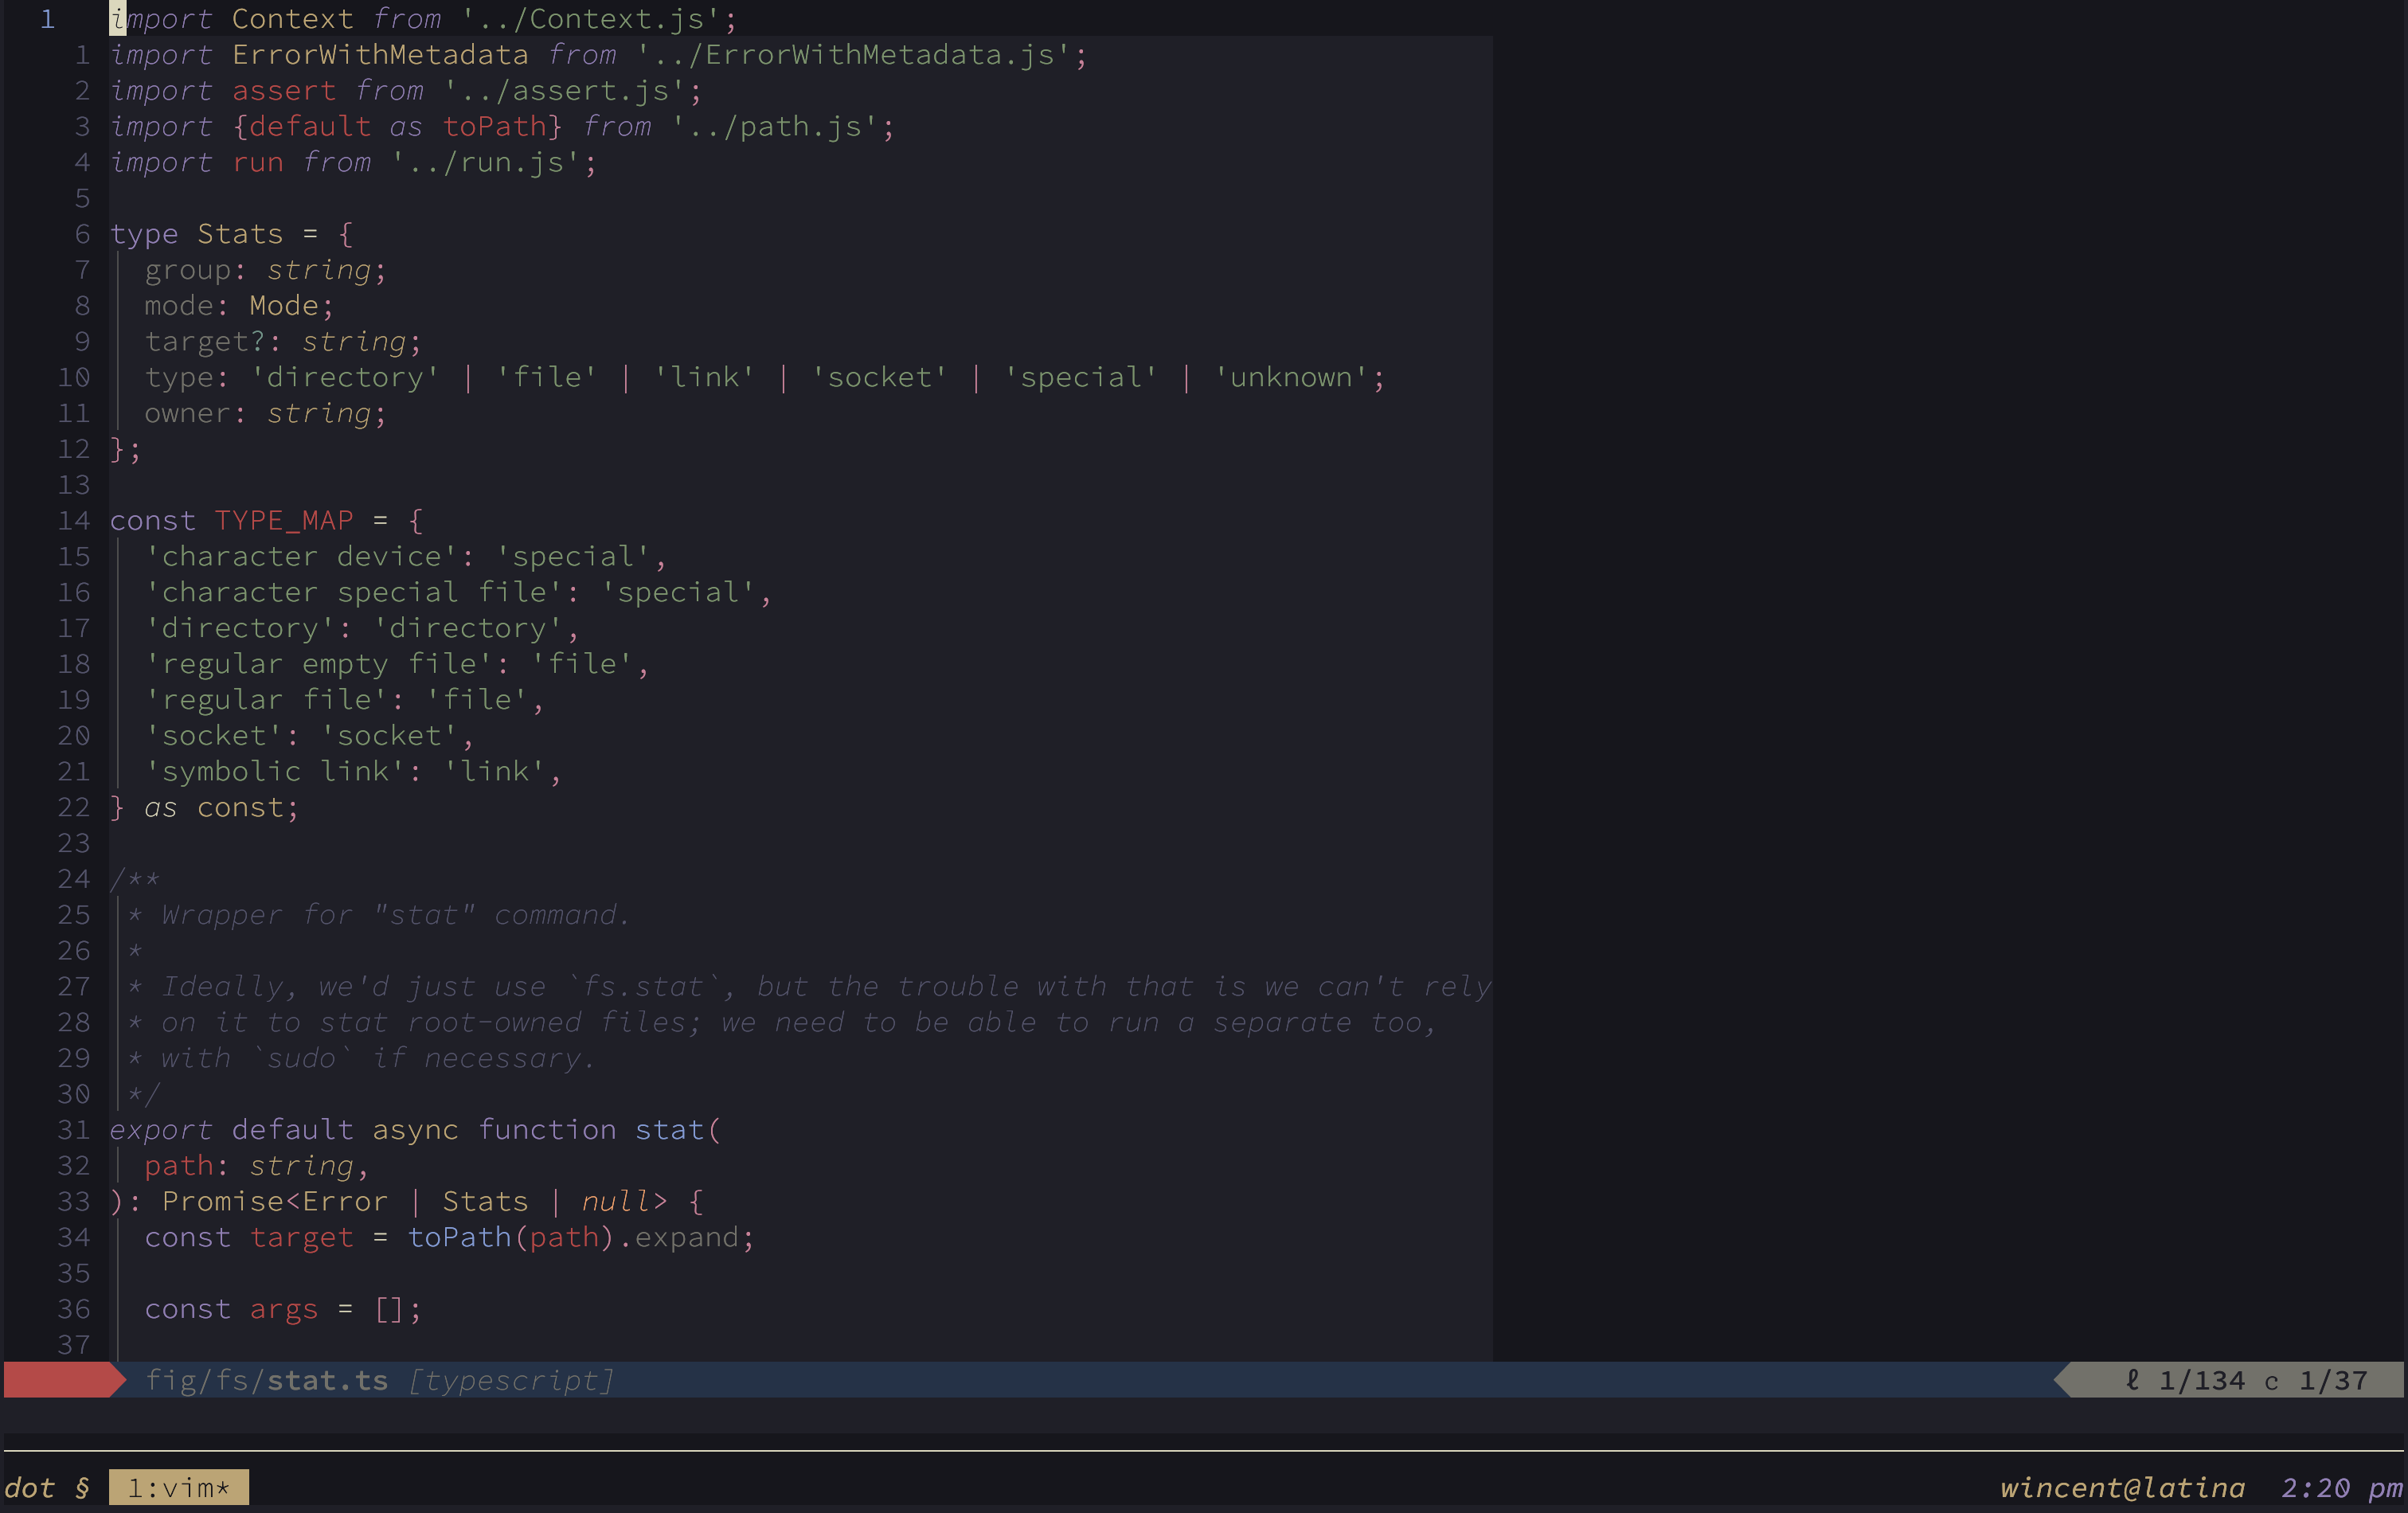 1 import Context from '../Context.js';
1 import ErrorWithMetadata from '../ErrorWithMetadata.js';
2 import assert from '../assert.js';
3 import {default as toPath} from '../path.js';
4 import run from '../run.js';
5
6 type Stats = {
7   group: string;
8   mode: Mode;
9   target?: string;
10   type: 'directory' | 'file' | 'link' | 'socket' | 'special' | 'unknown';
11   owner: string;
12 };
13
14 const TYPE_MAP = {
15   'character device': 'special',
16   'character special file': 'special',
17   'directory': 'directory',
18   'regular empty file': 'file',
19   'regular file': 'file',
20   'socket': 'socket',
21   'symbolic link': 'link',
22 } as const;
23
24 /**
25  * Wrapper for "stat" command.
26  *
27  * Ideally, we'd just use `fs.stat`, but the trouble with that is we can't rely
28  * on it to stat root-owned files; we need to be able to run a separate too,
29  * with `sudo` if necessary.
30  */
31 export default async function stat(
32   path: string,
33 ): Promise<Error | Stats | null> {
34   const target = toPath(path).expand;
35
36   const args = [];
37
fig/fs/stat.ts [typescript] ℓ 1/134 c 1/37
dot § 1:vim* wincent@latina 2:20 pm